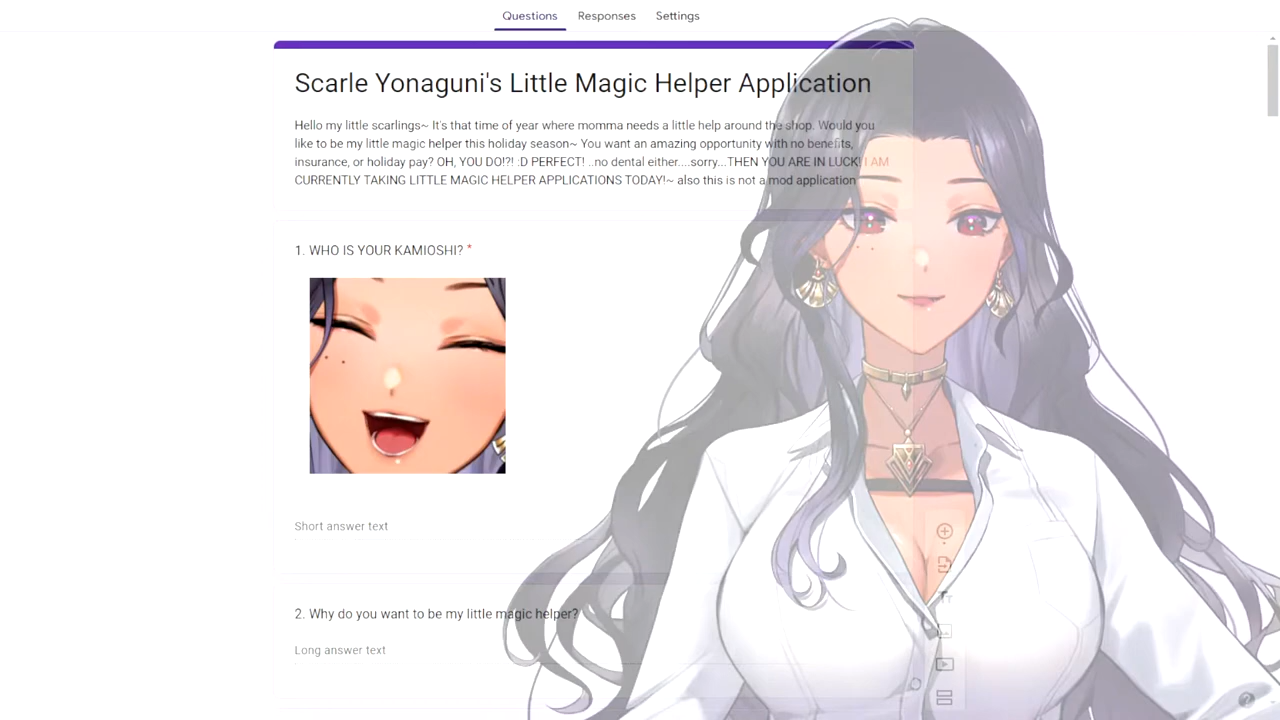 Questions Responses Settings
Scarle Yonaguni's Little Magic Helper Application
Hello my little scarlings~ It's that time of year where momma needs a little help around the shop. Would you
like to be my little magic helper this holiday season~ You want an amazing opportunity with no benefits,
insurance, or holiday pay? OH, YOU DO!?! :D PERFECT! ..no dental either....sorry...THEN YOU ARE IN LUCK! I AM
CURRENTLY TAKING LITTLE MAGIC HELPER APPLICATIONS TODAY!~ also this is not a mod application
1. WHO IS YOUR KAMIOSHI? *
Short answer text
2. Why do you want to be my little magic helper?
Long answer text